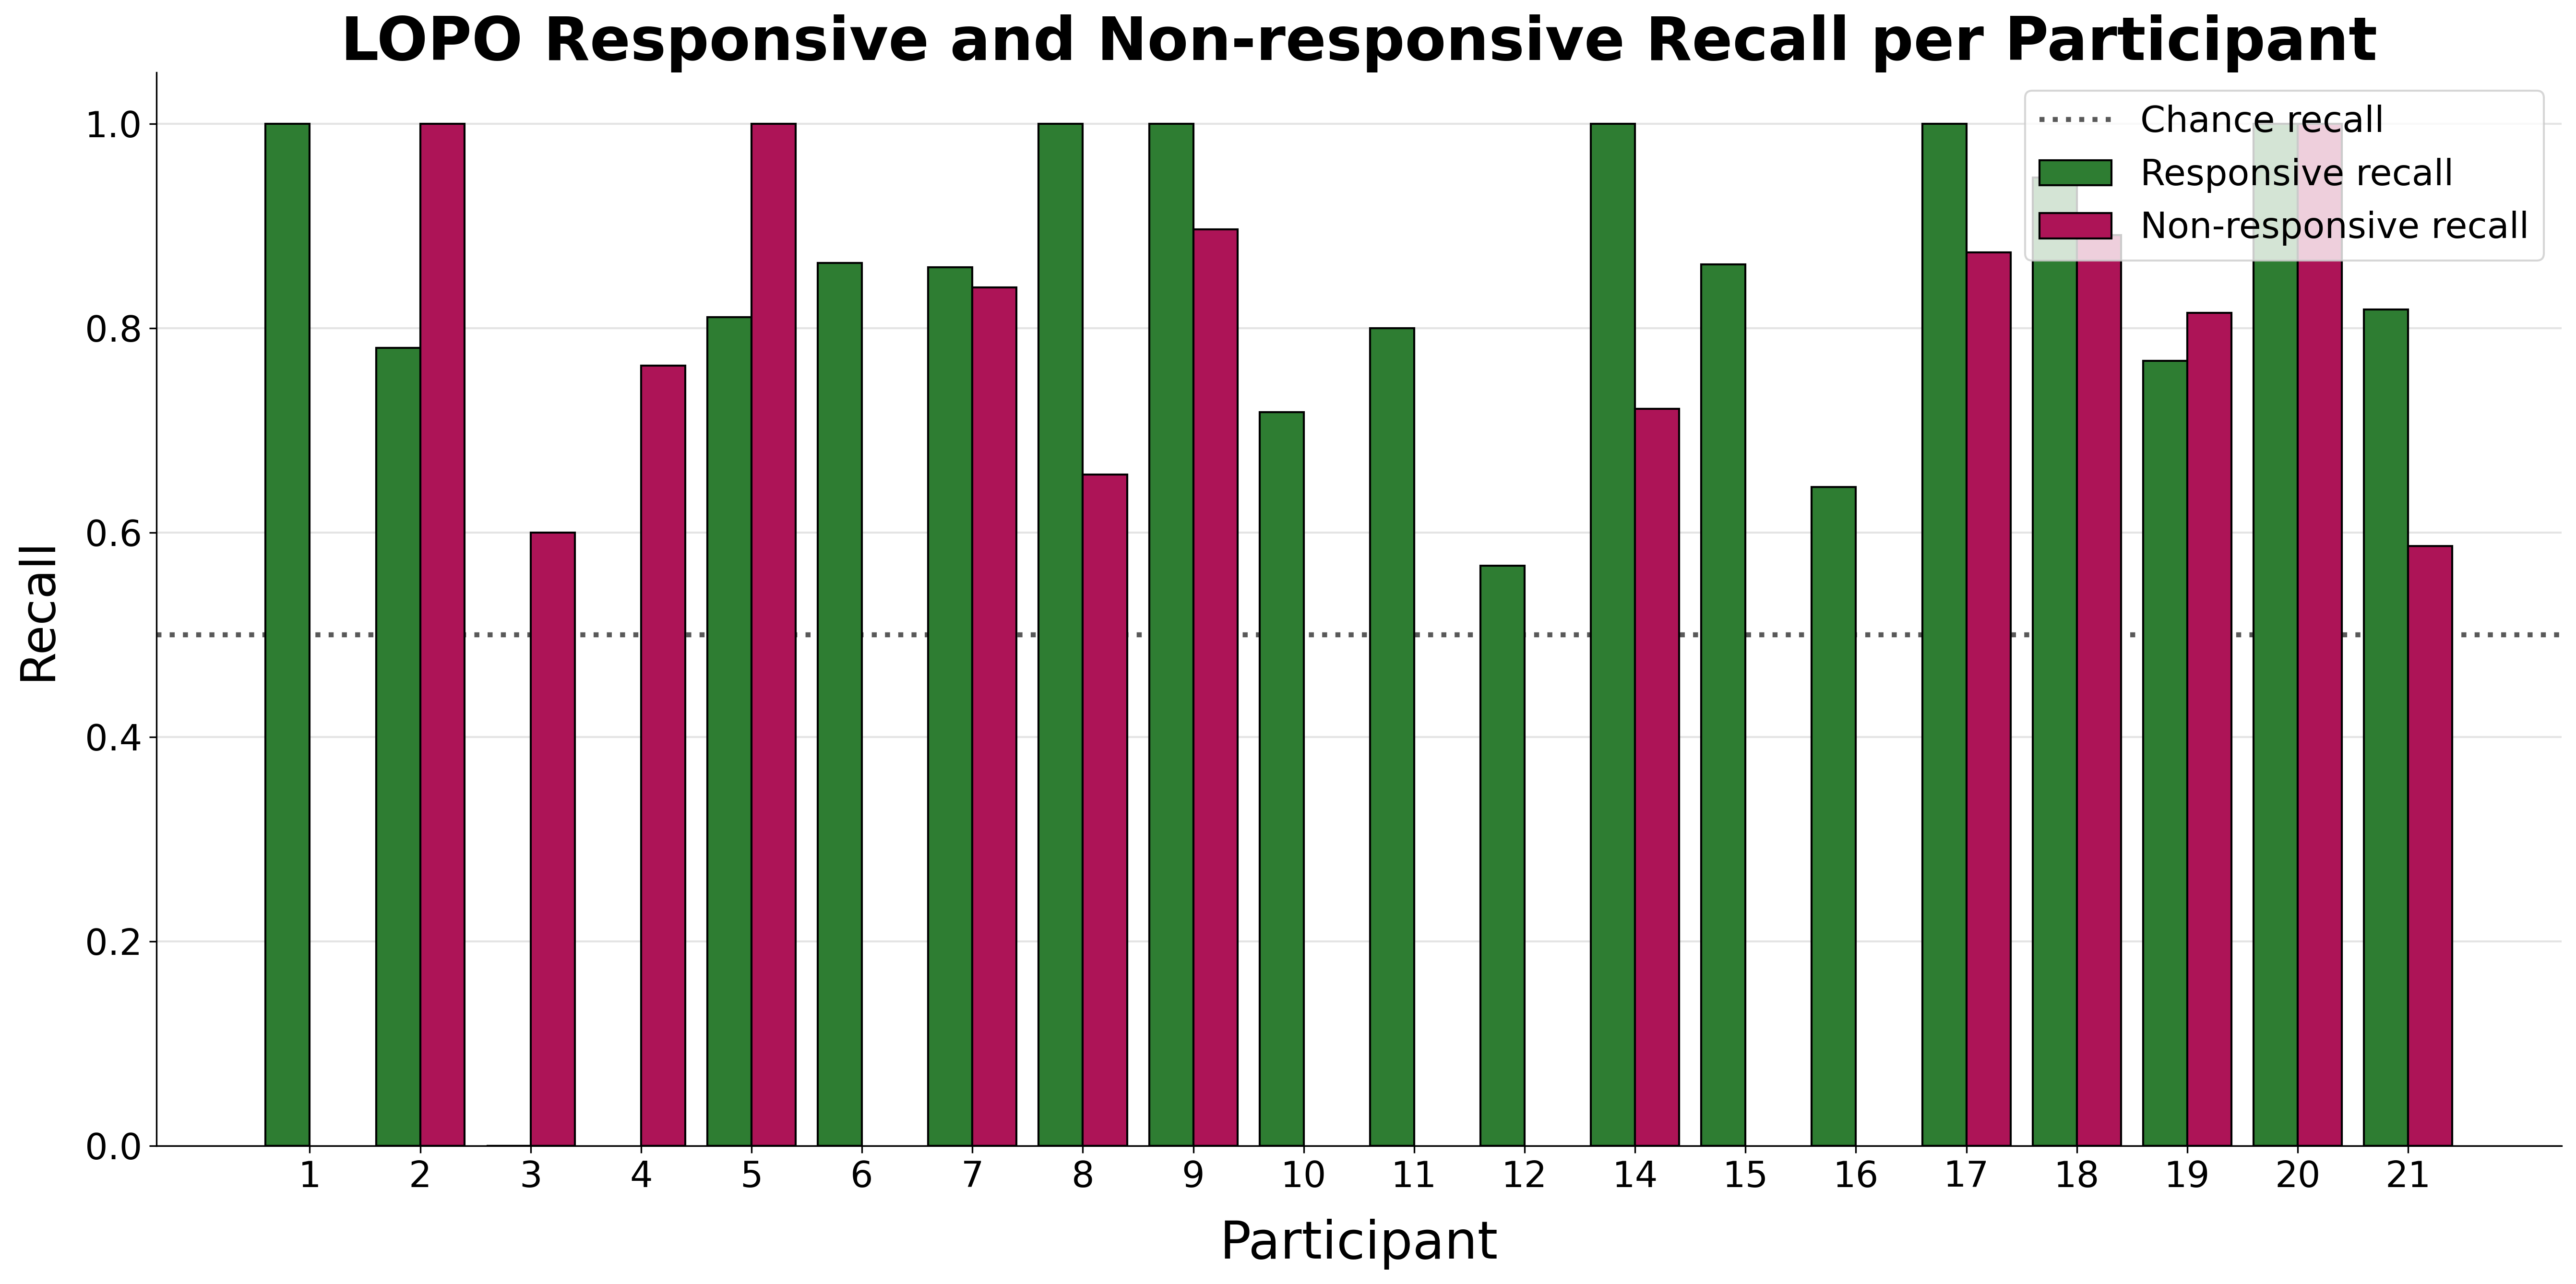 LOPO Responsive and Non-responsive Recall per Participant
Chance recall
Responsive recall
Non-responsive recall
Recall
1.0
0.8
0.6
0.4
0.2
0.0
1 2 3 4 5 6 7 8 9 10 11 12 14 15 16 17 18 19 20 21
Participant